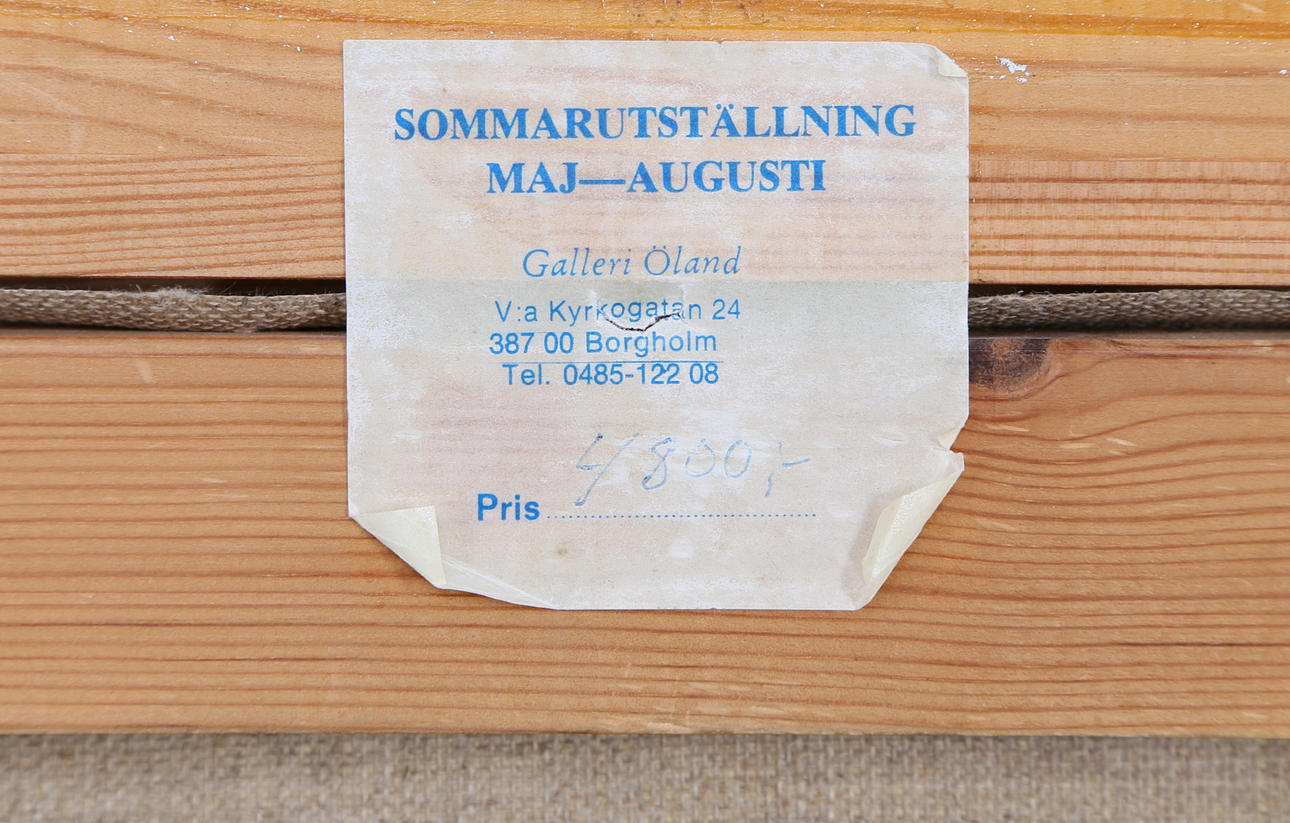 SOMMARUTSTÄLLNING
MAJ—AUGUSTI
Galleri Öland
V:a Kyrkogatan 24
387 00 Borgholm
Tel. 0485-122 08
4800,-
Pris